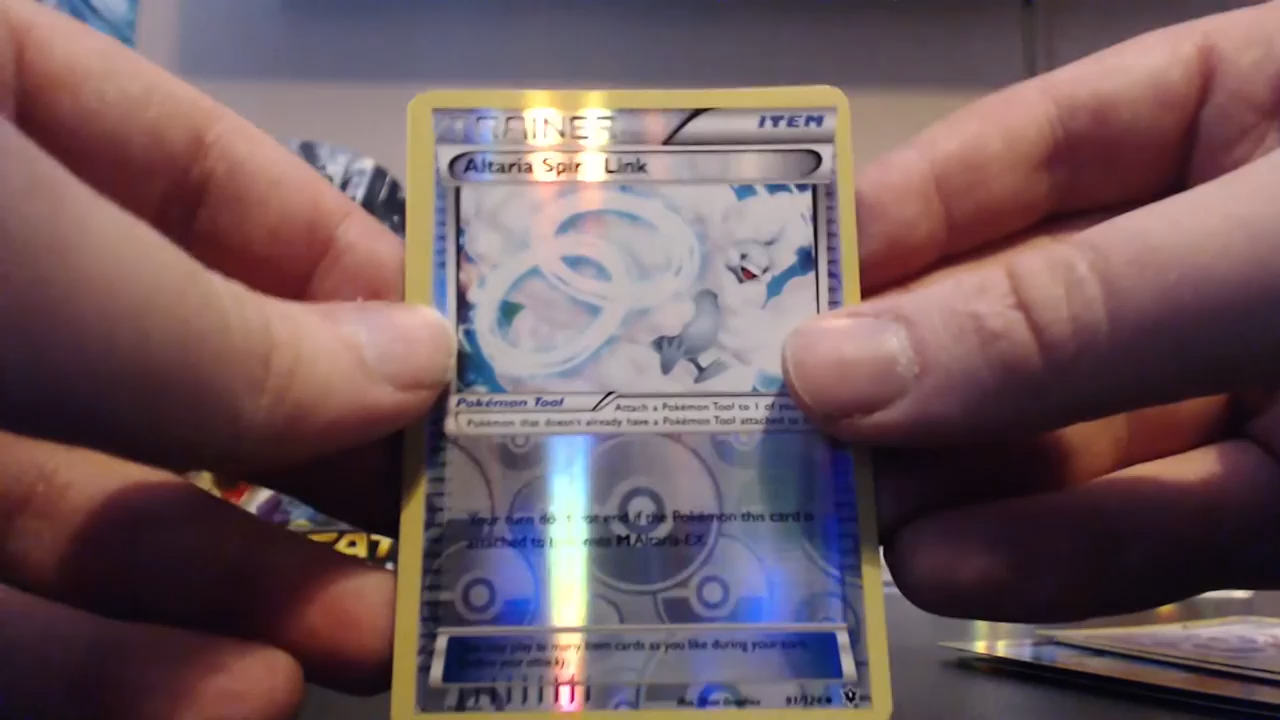 TRAINER ITEM
Altaria Spirit Link
Pokémon Tool
Attach a Pokémon Tool to 1 of your
Pokémon that doesn't already have a Pokémon Tool attached to
Your turn does not end if the Pokémon this card is
attached to becomes M Altaria-EX.
You may play as many Item cards as you like during your turn
(before your attack).
91/124